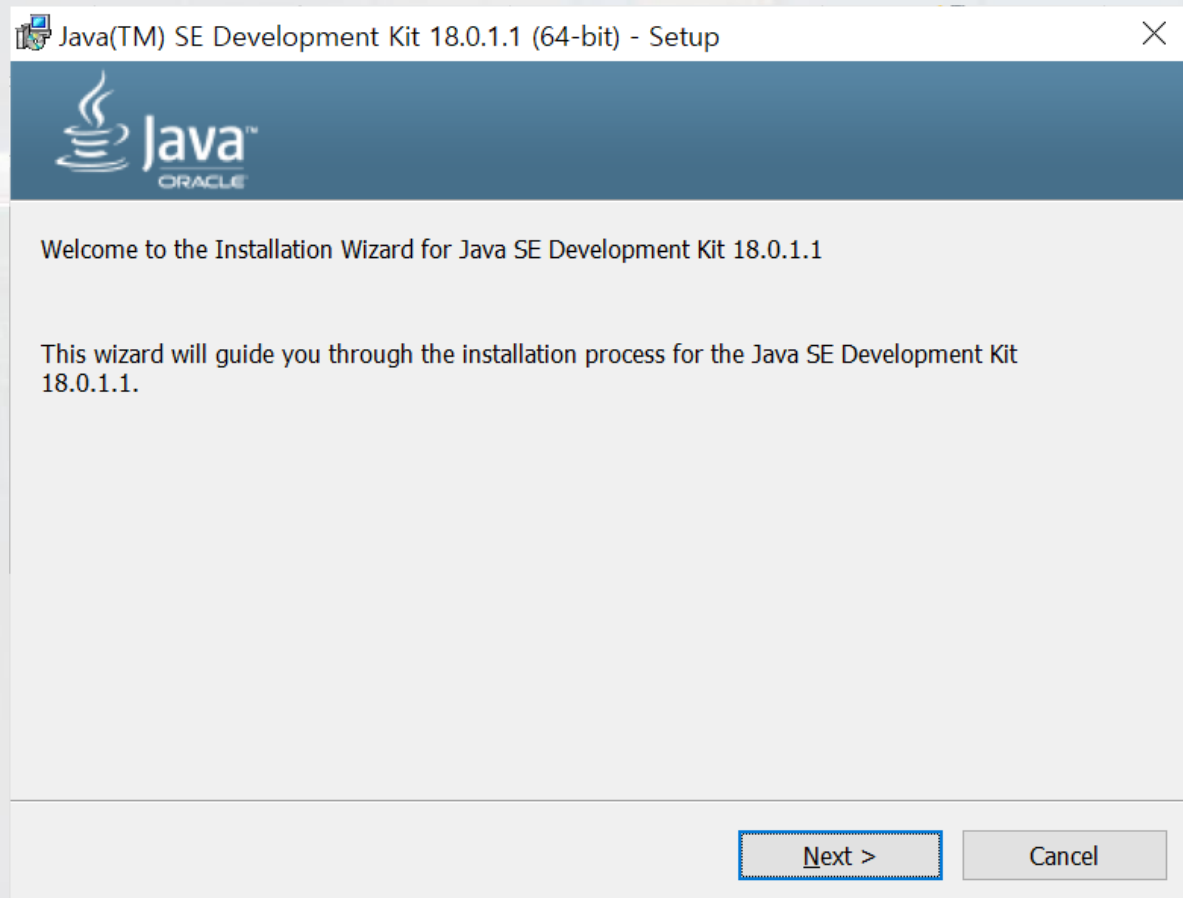 Java(TM) SE Development Kit 18.0.1.1 (64-bit) - Setup
Java™
ORACLE
Welcome to the Installation Wizard for Java SE Development Kit 18.0.1.1
This wizard will guide you through the installation process for the Java SE Development Kit
18.0.1.1.
Next >
Cancel